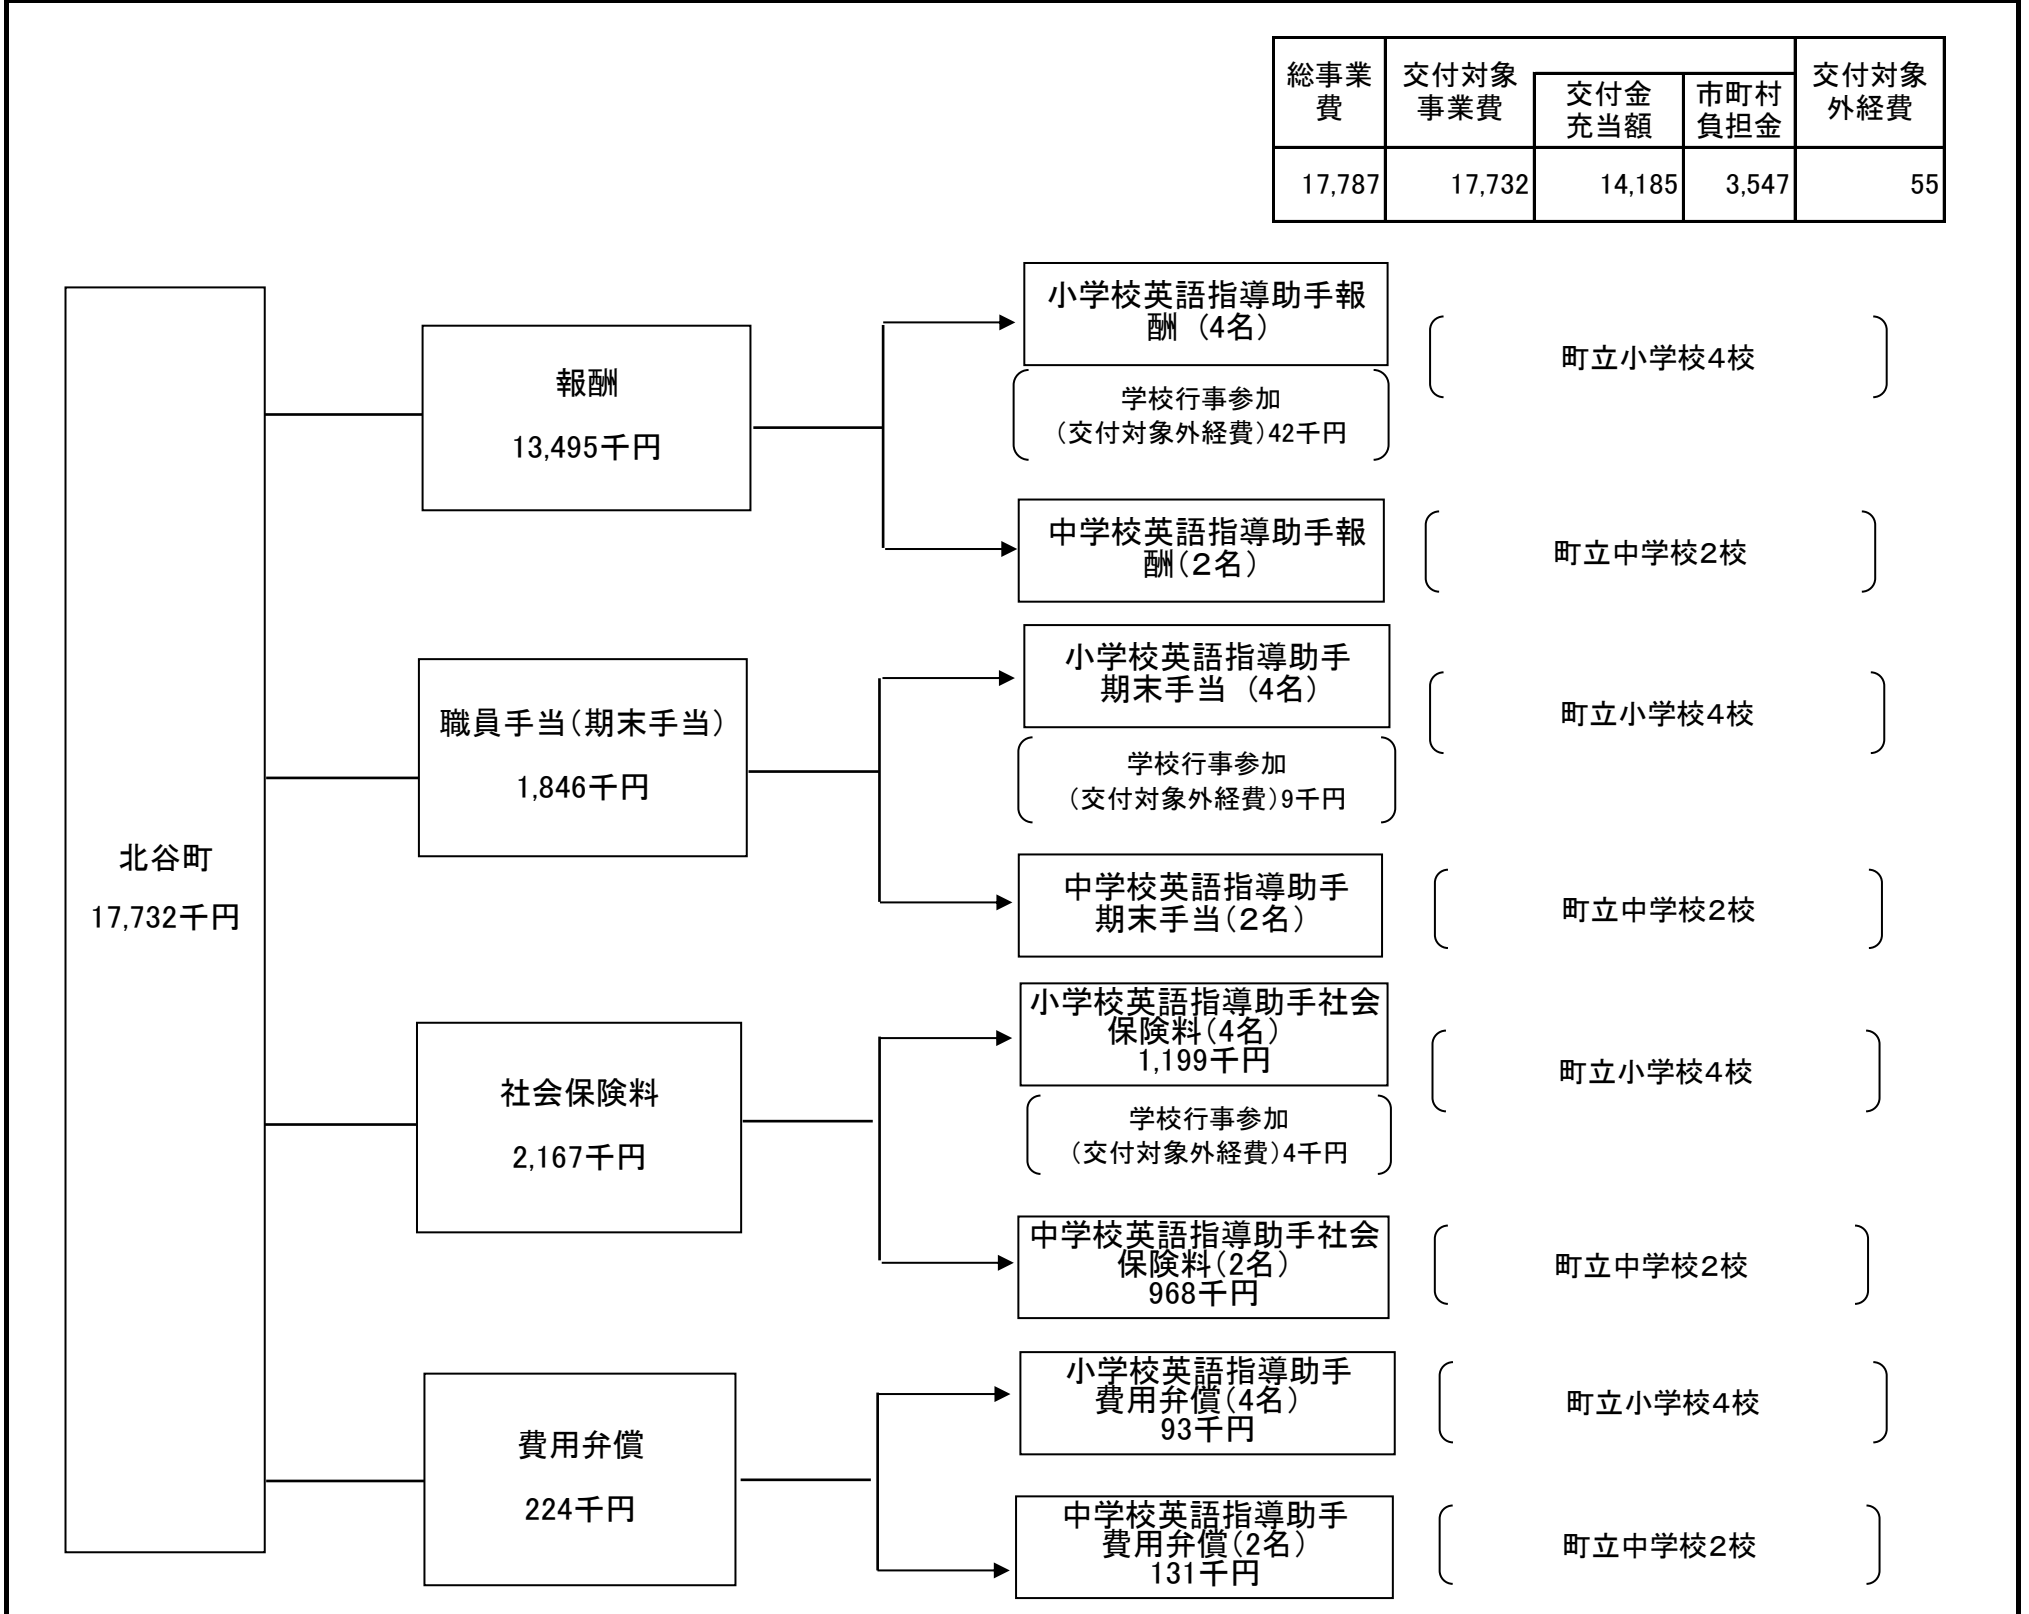 総事業
費
交付対象
事業費
交付金
充当額
市町村
負担金
交付対象
外経費
17,787
17,732
14,185
3,547
55
北谷町
17,732千円
報酬
13,495千円
小学校英語指導助手報
酬（4名）
学校行事参加
（交付対象外経費）42千円
町立小学校4校
中学校英語指導助手報
酬（２名）
町立中学校2校
職員手当（期末手当）
1,846千円
小学校英語指導助手
期末手当（4名）
学校行事参加
（交付対象外経費）9千円
町立小学校4校
中学校英語指導助手
期末手当（２名）
町立中学校2校
社会保険料
2,167千円
小学校英語指導助手社会
保険料（4名）
1,199千円
学校行事参加
（交付対象外経費）4千円
町立小学校4校
中学校英語指導助手社会
保険料（2名）
968千円
町立中学校2校
費用弁償
224千円
小学校英語指導助手
費用弁償（4名）
93千円
町立小学校4校
中学校英語指導助手
費用弁償（2名）
131千円
町立中学校2校